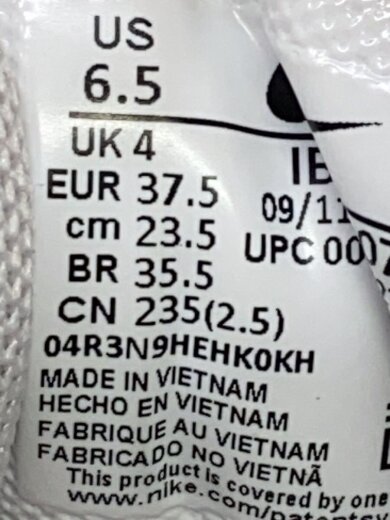 US
6.5
UK 4
EUR 37.5
cm 23.5
BR 35.5
CN 235(2.5)
04R3N9HEHK0KH
MADE IN VIETNAM
HECHO EN VIETNAM
FABRIQUE AU VIETNAM
FABRICADO NO VIETNÃ
This product is covered by one
www.nike.com/patents
09/11
UPC 00